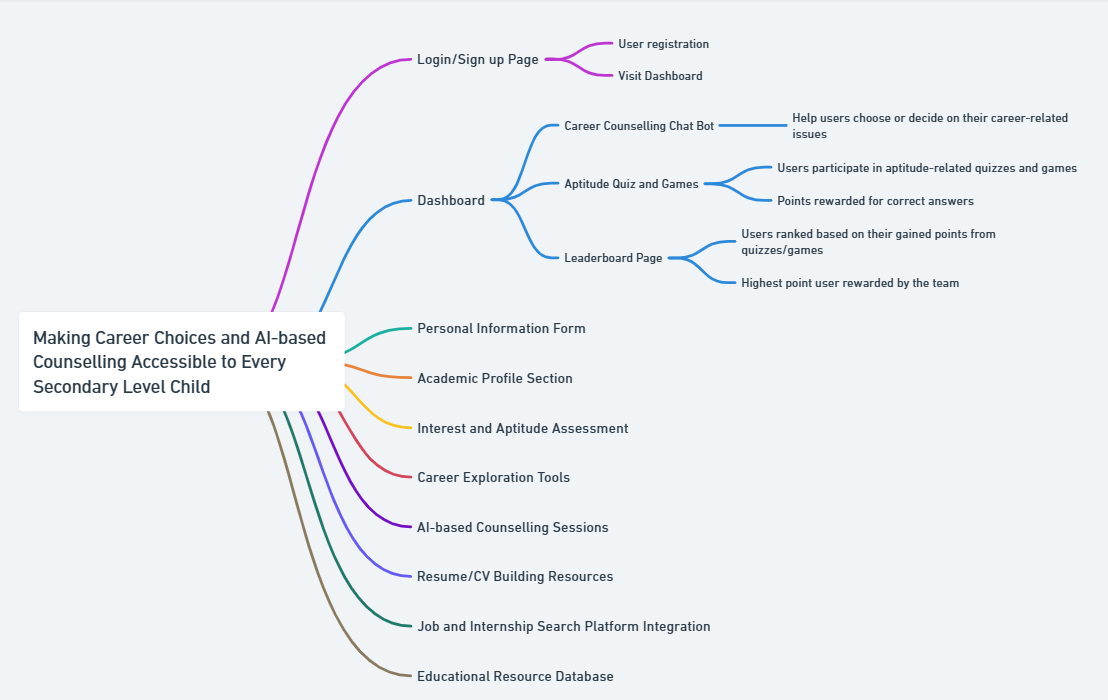 User registration
Login/Sign up Page
Visit Dashboard
Help users choose or decide on their career-related
issues
Career Counselling Chat Bot
Users participate in aptitude-related quizzes and games
Aptitude Quiz and Games
Points rewarded for correct answers
Dashboard
Users ranked based on their gained points from
quizzes/games
Leaderboard Page
Highest point user rewarded by the team
Making Career Choices and AI-based
Counselling Accessible to Every
Secondary Level Child
Personal Information Form
Academic Profile Section
Interest and Aptitude Assessment
Career Exploration Tools
AI-based Counselling Sessions
Resume/CV Building Resources
Job and Internship Search Platform Integration
Educational Resource Database